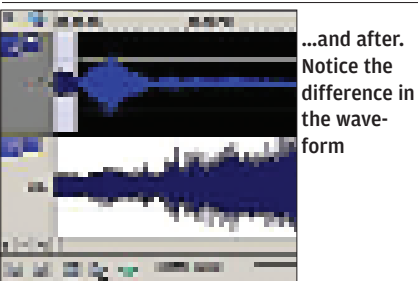 ...and after.
Notice the
difference in
the wave-
form